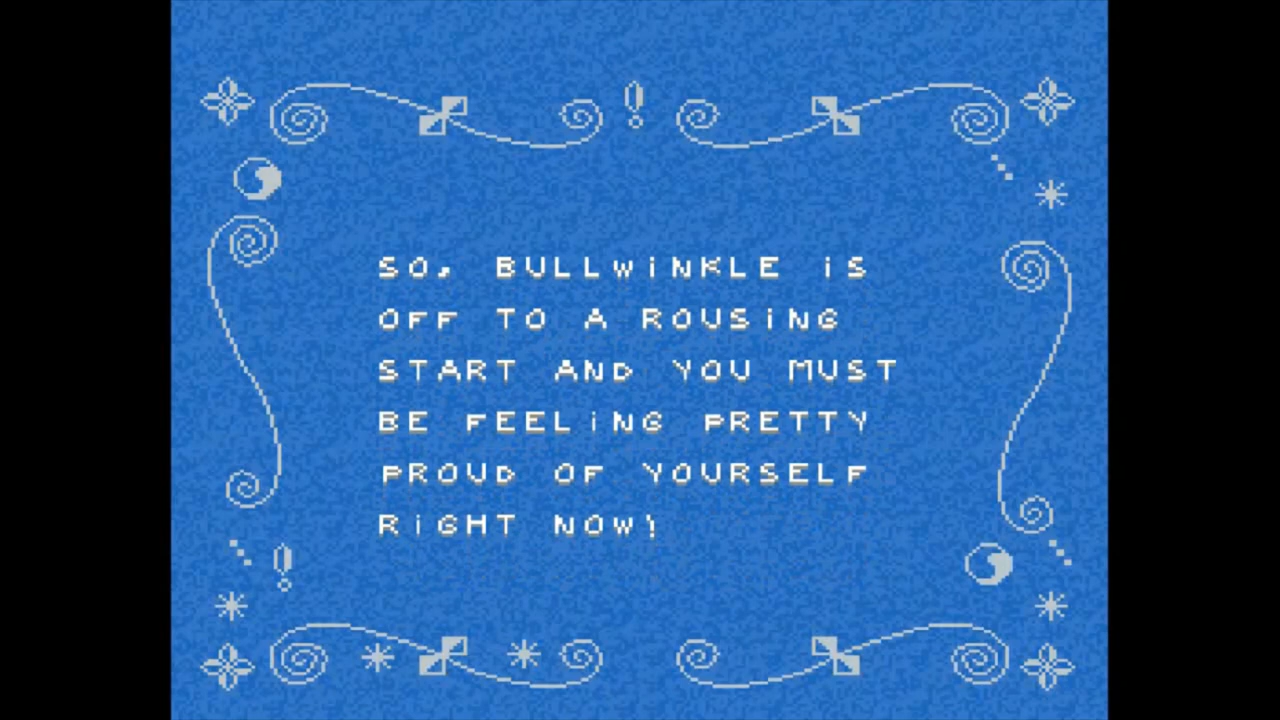 SO, BULLWiNKLE iS
OFF TO A ROUSiNG
START AND YOU MUST
BE FEELiNG PRETTY
PROUD OF YOURSELF
RiGHT NOW!